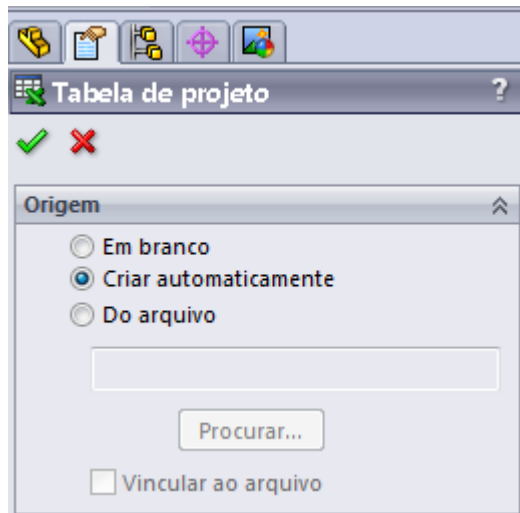 Tabela de projeto ?
Origem
Em branco
Criar automaticamente
Do arquivo
Procurar...
Vincular ao arquivo